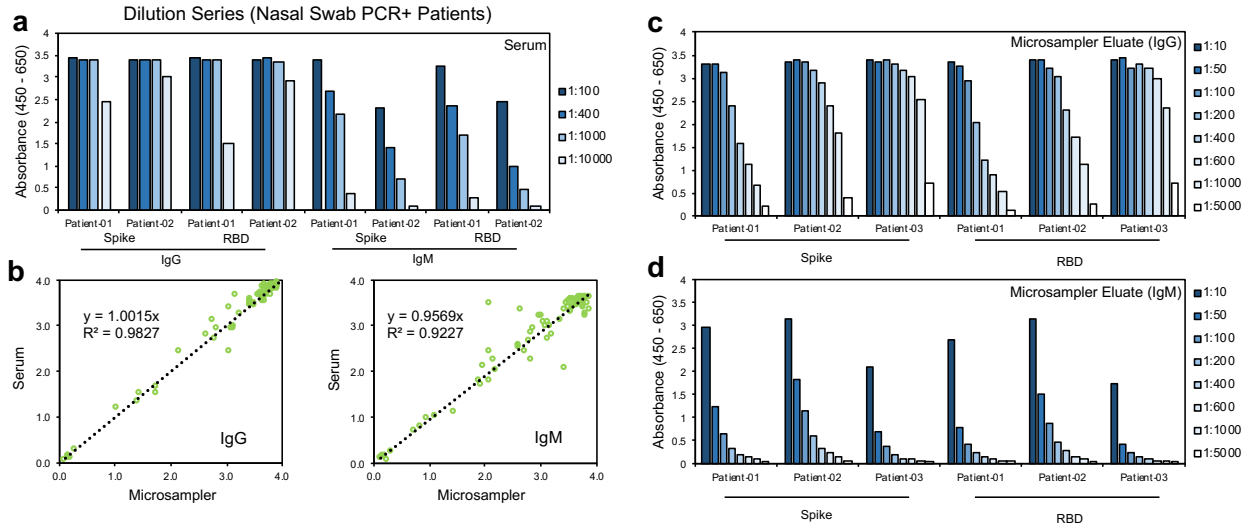 Dilution Series (Nasal Swab PCR+ Patients)
a
Serum
Absorbance (450 - 650)
4
3.5
3
2.5
2
1.5
1
0.5
0
1:100
1:400
1:1000
1:10000
Patient-01 Patient-02 Patient-01 Patient-02 Patient-01 Patient-02 Patient-01 Patient-02
Spike RBD Spike RBD
IgG IgM
b
Serum
4.0
3.0
2.0
1.0
0.0
y = 1.0015x
R² = 0.9827
IgG
0.0 1.0 2.0 3.0 4.0
Microsampler
Serum
4.0
3.0
2.0
1.0
0.0
y = 0.9569x
R² = 0.9227
IgM
0.0 1.0 2.0 3.0 4.0
Microsampler
c
Microsampler Eluate (IgG)
Absorbance (450 - 650)
4
3.5
3
2.5
2
1.5
1
0.5
0
1:10
1:50
1:100
1:200
1:400
1:600
1:1000
1:5000
Patient-01 Patient-02 Patient-03 Patient-01 Patient-02 Patient-03
Spike RBD
d
Microsampler Eluate (IgM)
Absorbance (450 - 650)
4
3.5
3
2.5
2
1.5
1
0.5
0
1:10
1:50
1:100
1:200
1:400
1:600
1:1000
1:5000
Patient-01 Patient-02 Patient-03 Patient-01 Patient-02 Patient-03
Spike RBD